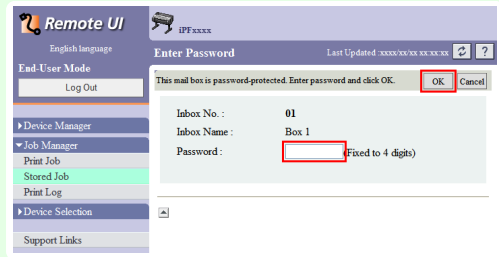 Remote UI
iPFxxxx
English language
Enter Password
Last Updated :xxxx/xx/xx xx:xx:xx
?
End-User Mode
This mail box is password-protected. Enter password and click OK.
OK
Cancel
Log Out
Inbox No. :
01
Inbox Name :
Box 1
Password :
(Fixed to 4 digits)
Device Manager
Job Manager
Print Job
Stored Job
Print Log
Device Selection
Support Links